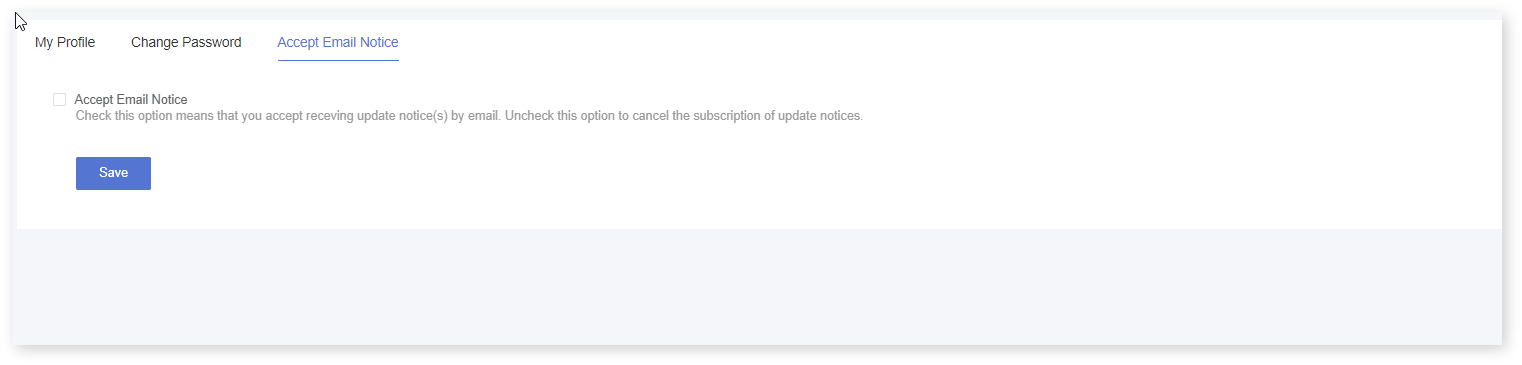 My Profile Change Password Accept Email Notice
Accept Email Notice
Check this option means that you accept receving update notice(s) by email. Uncheck this option to cancel the subscription of update notices.
Save